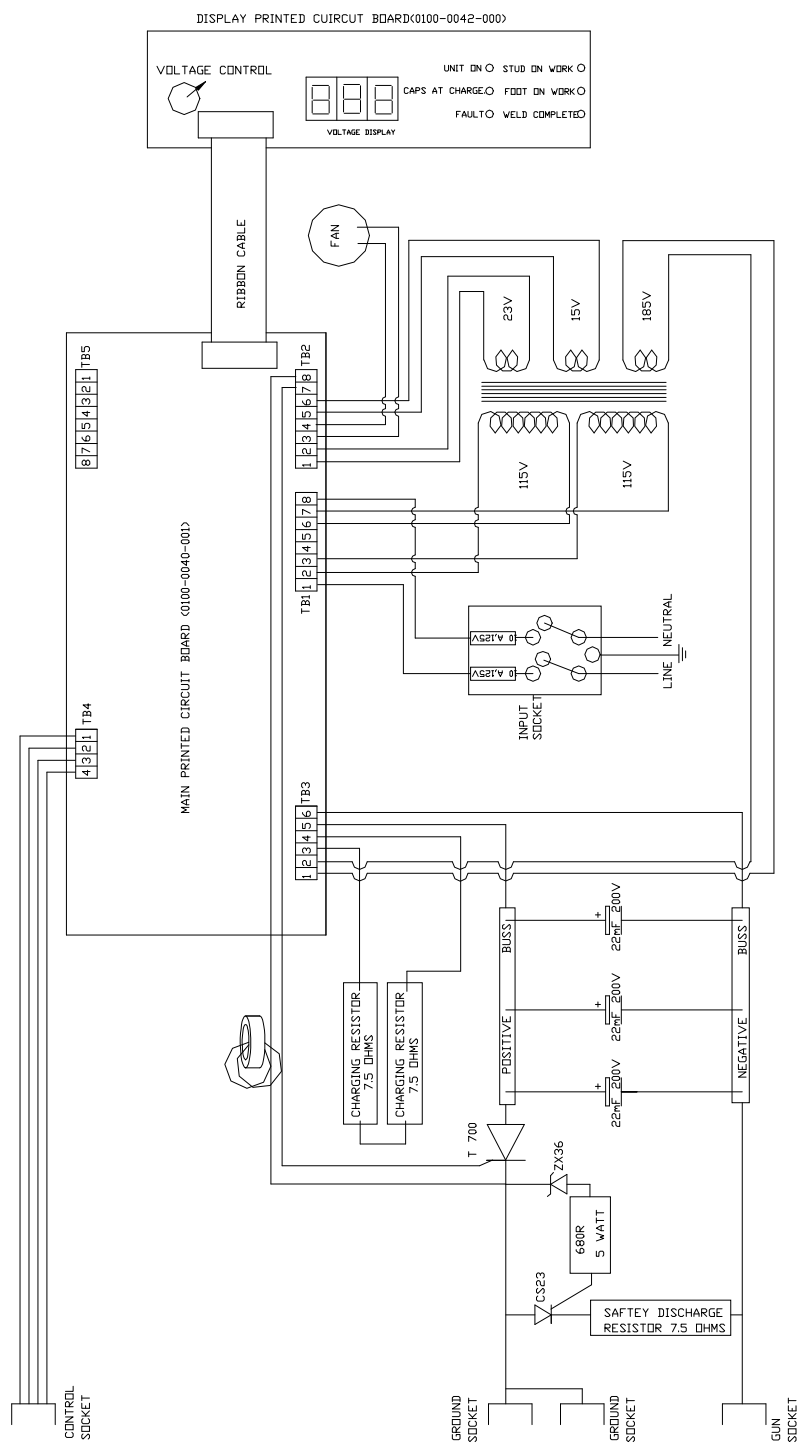 DISPLAY PRINTED CUIRCUT BOARD(0100-0042-000)
VOLTAGE CONTROL
888
VOLTAGE DISPLAY
UNIT ON
STUD ON WORK
CAPS AT CHARGE
FOOT ON WORK
FAULT
WELD COMPLETE
RIBBON CABLE
FAN
23V
15V
185V
115V
115V
TB5
8 7 6 5 4 3 2 1
TB2
1 2 3 4 5 6 7 8
TB1
1 2 3 4 5 6 7 8
MAIN PRINTED CIRCUIT BOARD (0100-0040-001)
TB4
4 3 2 1
TB3
1 2 3 4 5 6
0 A,125V
0 A,125V
INPUT
SOCKET
LINE
NEUTRAL
CHARGING RESISTOR
7.5 OHMS
CHARGING RESISTOR
7.5 OHMS
POSITIVE BUSS
NEGATIVE BUSS
+
22mF 200V
+
22mF 200V
+
22mF 200V
T 700
ZX36
680R
5 WATT
CS23
SAFTEY DISCHARGE
RESISTOR 7.5 OHMS
CONTROL
SOCKET
GROUND
SOCKET
GROUND
SOCKET
GUN
SOCKET